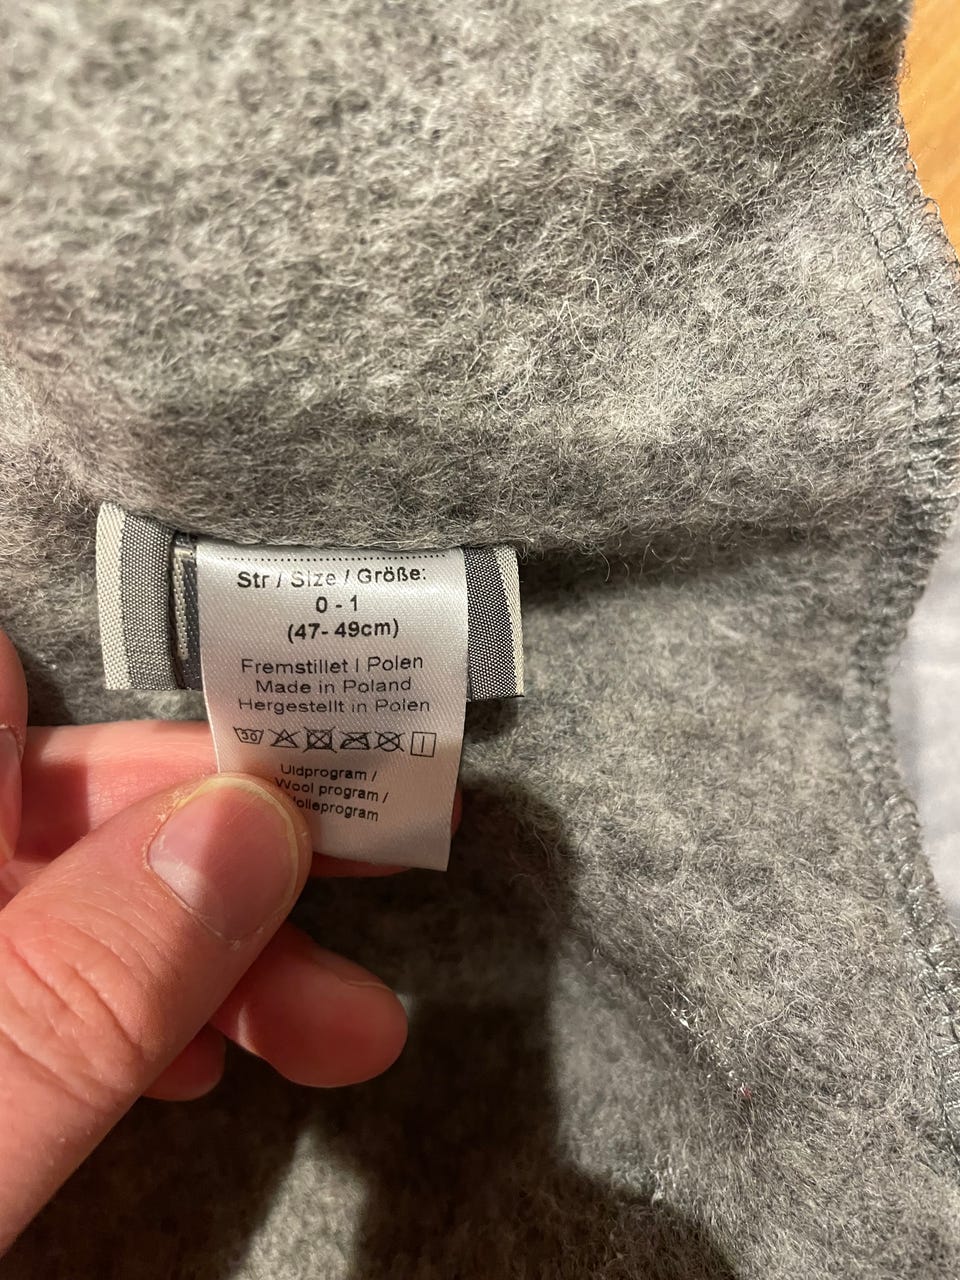 Str / Size / Größe:
0 - 1
(47- 49cm)
Fremstillet I Polen
Made in Poland
Hergestellt in Polen
30
Uldprogram /
Wool program /